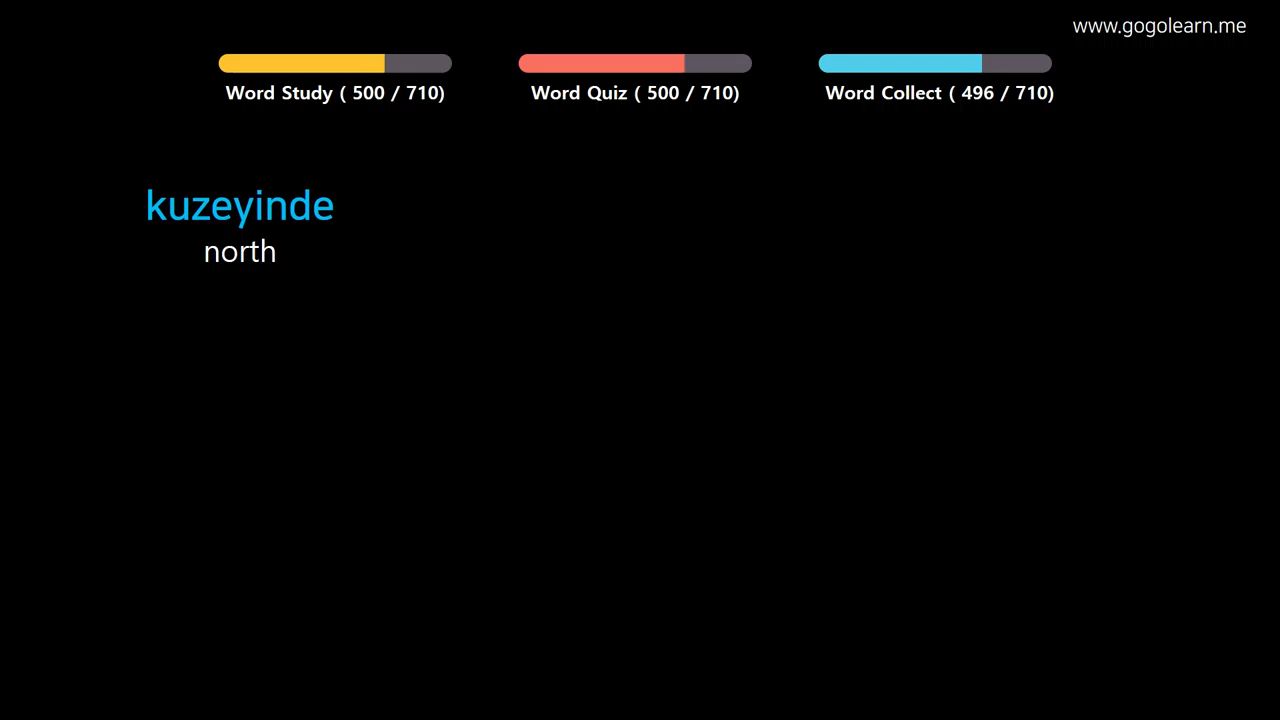 www.gogolearn.me
Word Study ( 500 / 710)
Word Quiz ( 500 / 710)
Word Collect ( 496 / 710)
kuzeyinde
north